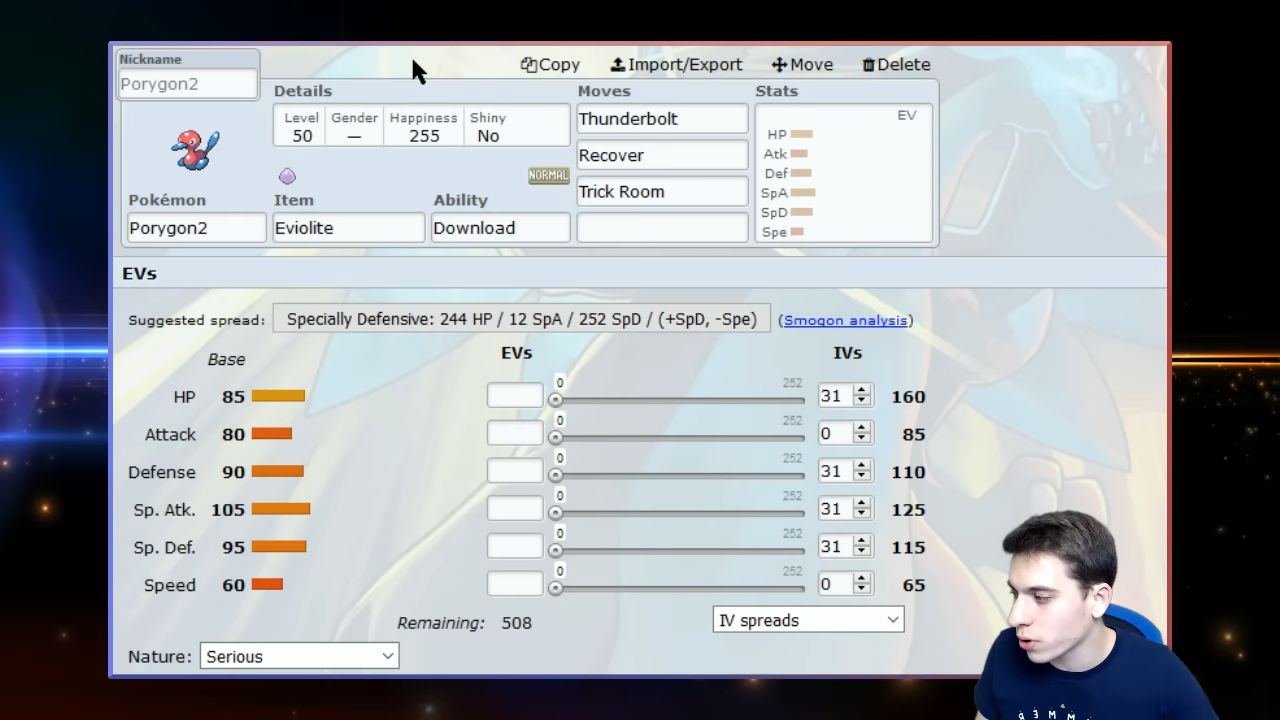 Nickname
Porygon2
Copy Import/Export Move Delete
Details Moves Stats
Level Gender Happiness Shiny
50 — 255 No
Thunderbolt
Recover
Trick Room
EV
HP
Atk
Def
SpA
SpD
Spe
NORMAL
Pokémon Item Ability
Porygon2 Eviolite Download
EVs
Suggested spread: Specially Defensive: 244 HP / 12 SpA / 252 SpD / (+SpD, -Spe) (Smogon analysis)
Base EVs IVs
0 252
HP 85 31 160
0 252
Attack 80 0 85
0 252
Defense 90 31 110
0 252
Sp. Atk. 105 31 125
0 252
Sp. Def. 95 31 115
0 252
Speed 60 0 65
Remaining: 508 IV spreads
Nature: Serious